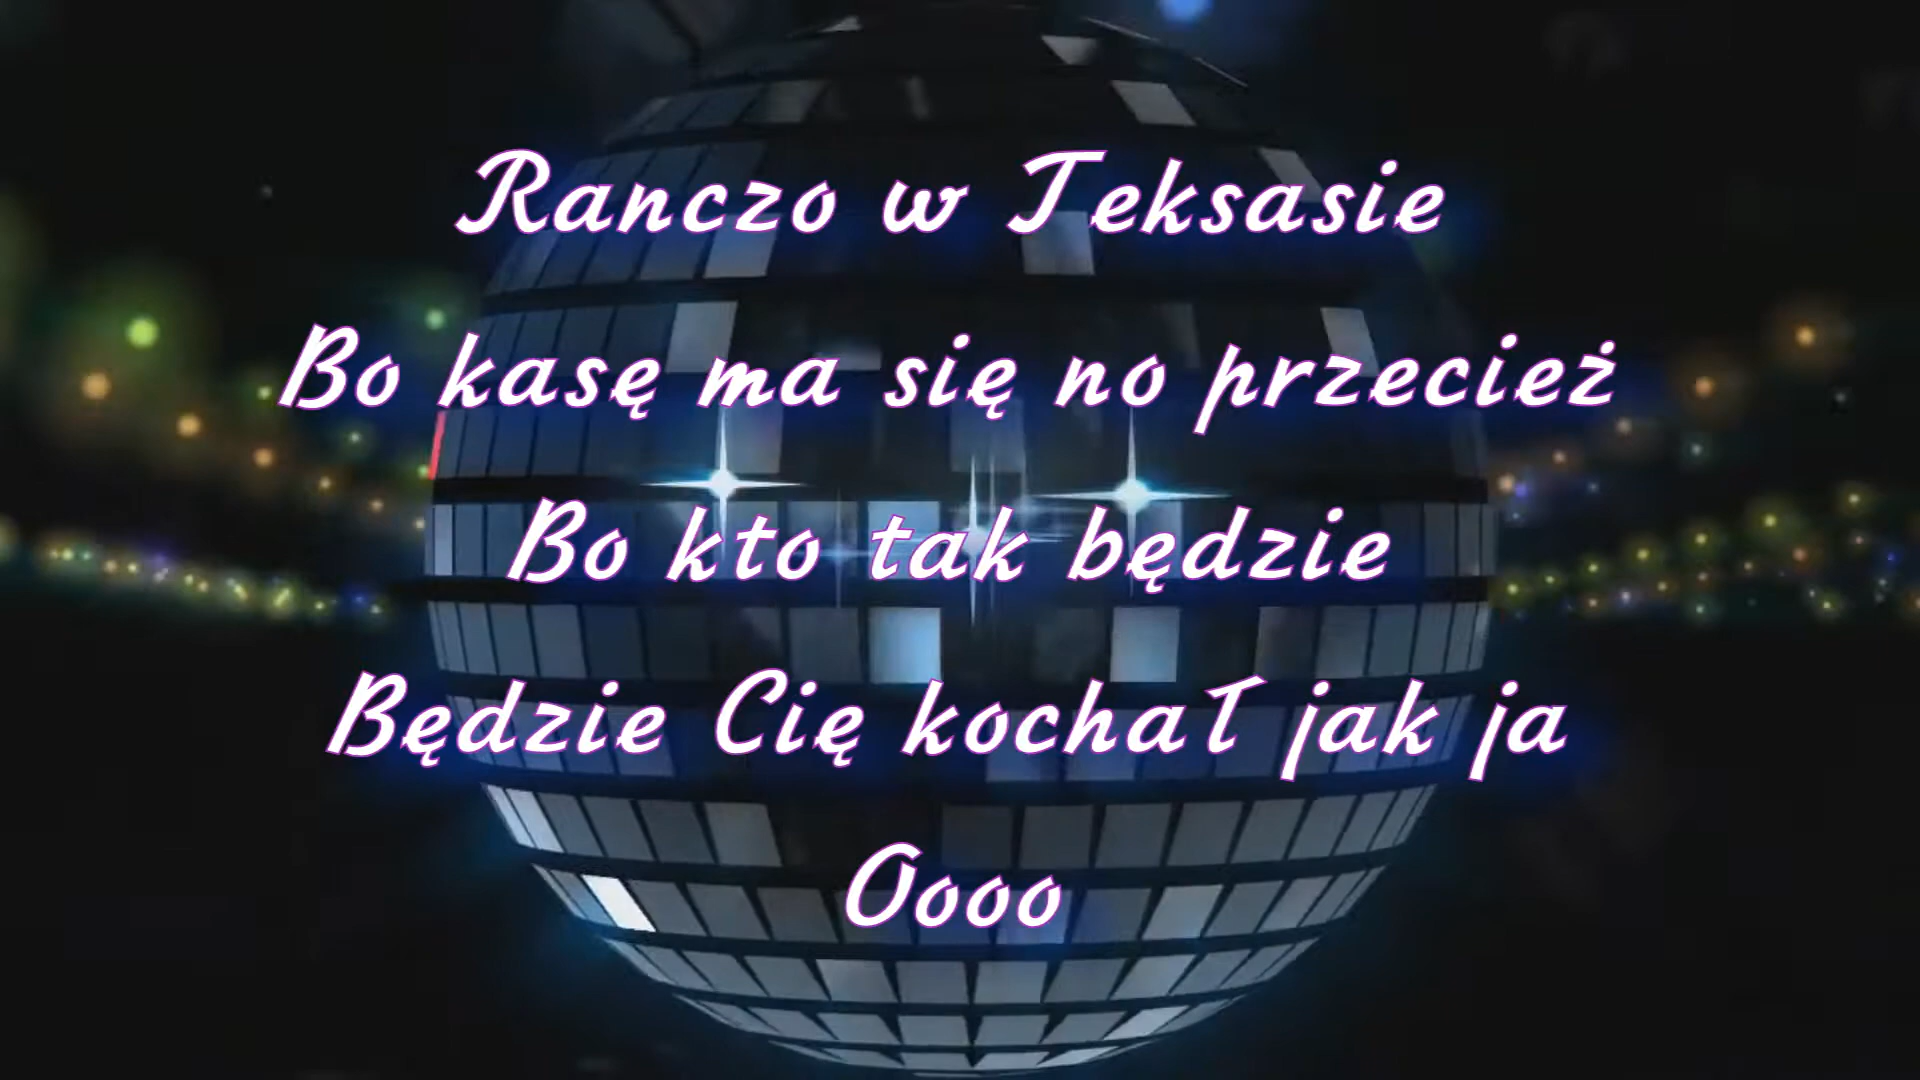 Ranczo w Teksasie
Bo kasę ma się no przecież
Bo kto tak będzie
Będzie Cię kochał jak ja
Oooo